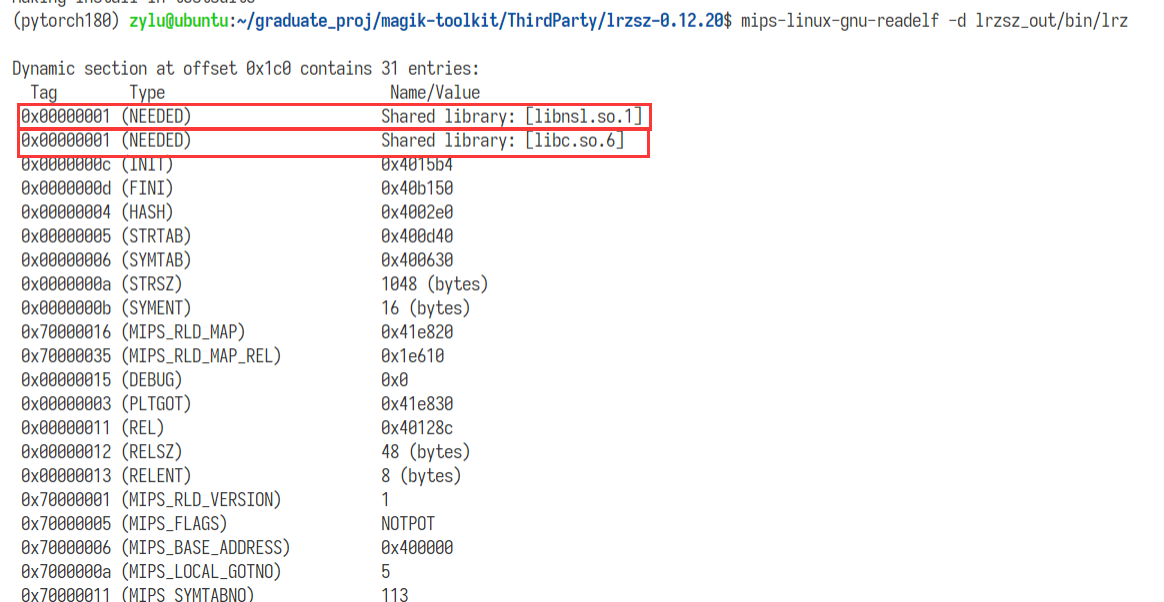 (pytorch180) zylu@ubuntu:~/graduate_proj/magik-toolkit/ThirdParty/lrzsz-0.12.20$ mips-linux-gnu-readelf -d lrzsz_out/bin/lrz
Dynamic section at offset 0x1c0 contains 31 entries:
Tag Type Name/Value
0x00000001 (NEEDED) Shared library: [libnsl.so.1]
0x00000001 (NEEDED) Shared library: [libc.so.6]
0x0000000c (INIT) 0x4015b4
0x0000000d (FINI) 0x40b150
0x00000004 (HASH) 0x4002e0
0x00000005 (STRTAB) 0x400d40
0x00000006 (SYMTAB) 0x400630
0x0000000a (STRSZ) 1048 (bytes)
0x0000000b (SYMENT) 16 (bytes)
0x70000016 (MIPS_RLD_MAP) 0x41e820
0x70000035 (MIPS_RLD_MAP_REL) 0x1e610
0x00000015 (DEBUG) 0x0
0x00000003 (PLTGOT) 0x41e830
0x00000011 (REL) 0x40128c
0x00000012 (RELSZ) 48 (bytes)
0x00000013 (RELENT) 8 (bytes)
0x70000001 (MIPS_RLD_VERSION) 1
0x70000005 (MIPS_FLAGS) NOTPOT
0x70000006 (MIPS_BASE_ADDRESS) 0x400000
0x7000000a (MIPS_LOCAL_GOTNO) 5
0x70000011 (MIPS_SYMTABNO) 113